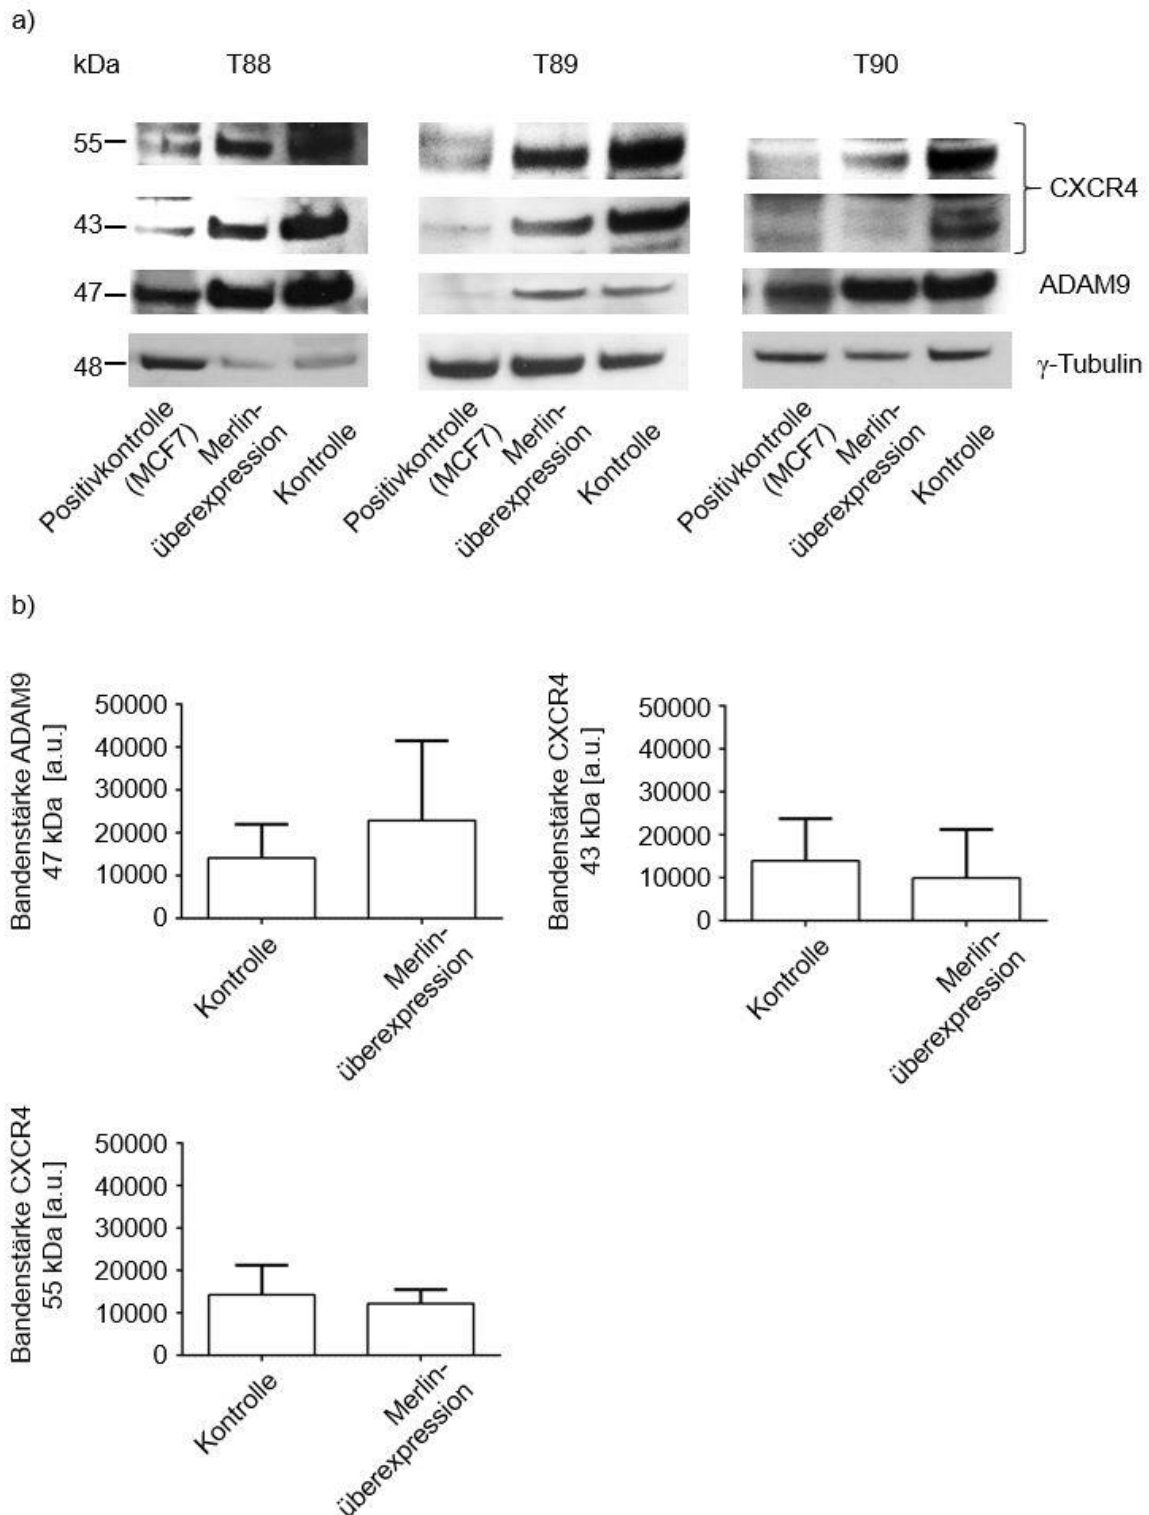 a)
kDa T88 T89 T90
55
43
CXCR4
47
ADAM9
48
γ-Tubulin
Positivkontrolle
(MCF7)
Merlin-
überexpression
Kontrolle
Positivkontrolle
(MCF7)
Merlin-
überexpression
Kontrolle
Positivkontrolle
(MCF7)
Merlin-
überexpression
Kontrolle
b)
Bandenstärke ADAM9
47 kDa [a.u.]
50000
40000
30000
20000
10000
0
Kontrolle
Merlin-
überexpression
Bandenstärke CXCR4
43 kDa [a.u.]
50000
40000
30000
20000
10000
0
Kontrolle
Merlin-
überexpression
Bandenstärke CXCR4
55 kDa [a.u.]
50000
40000
30000
20000
10000
0
Kontrolle
Merlin-
überexpression